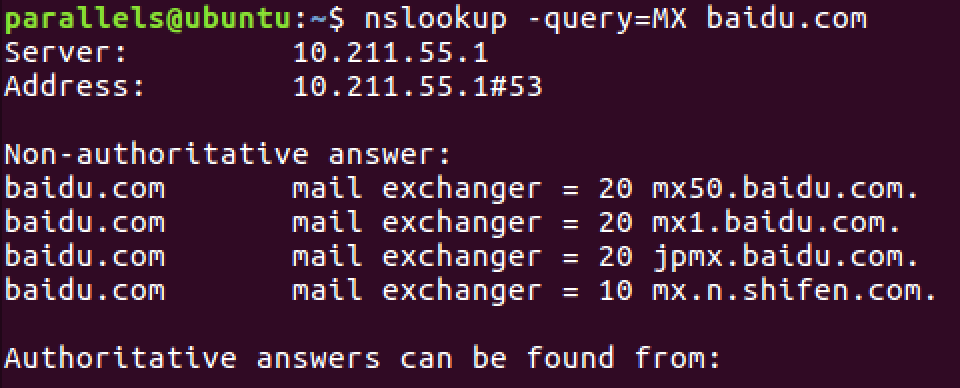 parallels@ubuntu:~$ nslookup -query=MX baidu.com
Server:         10.211.55.1
Address:        10.211.55.1#53
Non-authoritative answer:
baidu.com       mail exchanger = 20 mx50.baidu.com.
baidu.com       mail exchanger = 20 mx1.baidu.com.
baidu.com       mail exchanger = 20 jpmx.baidu.com.
baidu.com       mail exchanger = 10 mx.n.shifen.com.
Authoritative answers can be found from: